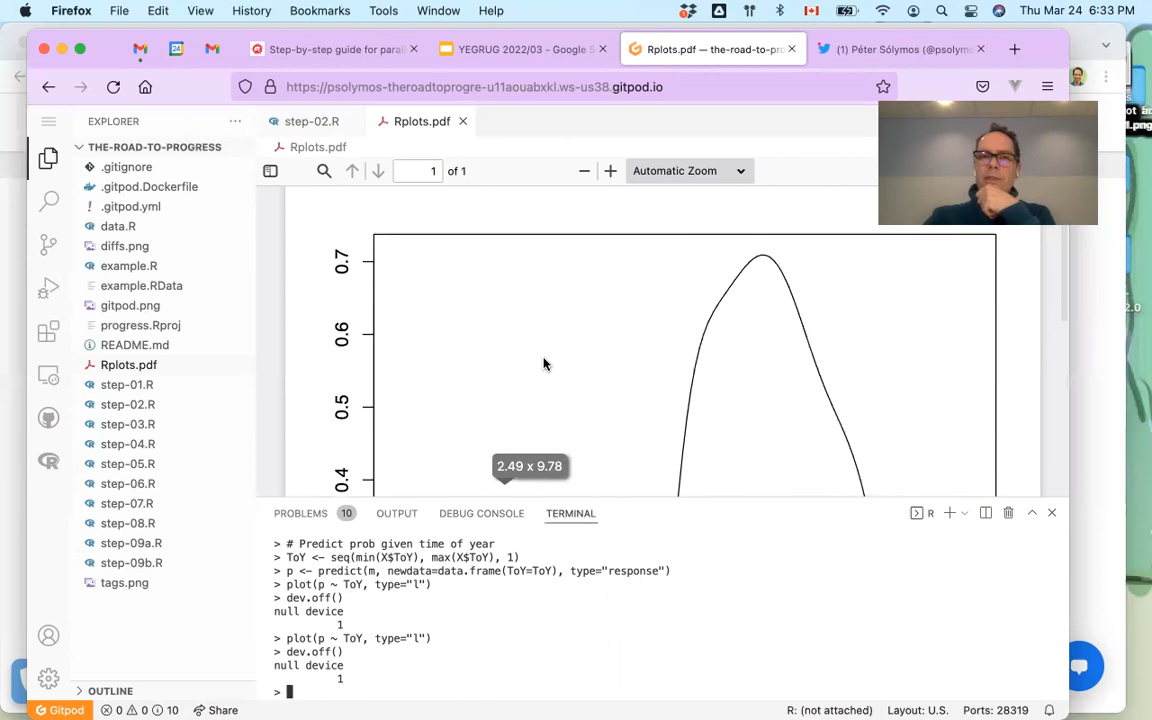 Firefox File Edit View History Bookmarks Tools Window Help Thu Mar 24 6:33 PM
Step-by-step guide for paral YEGRUG 2022/03 - Google S Rplots.pdf — the-road-to-pro (1) Péter Sólymos (@psolym
https://psolymos-theroadtoprogre-u11aouabxkl.ws-us38.gitpod.io
EXPLORER
THE-ROAD-TO-PROGRESS
.gitignore
.gitpod.Dockerfile
.gitpod.yml
data.R
diffs.png
example.R
example.RData
gitpod.png
progress.Rproj
README.md
Rplots.pdf
step-01.R
step-02.R
step-03.R
step-04.R
step-05.R
step-06.R
step-07.R
step-08.R
step-09a.R
step-09b.R
tags.png
OUTLINE
step-02.R Rplots.pdf
Rplots.pdf
1 of 1 Automatic Zoom
0.7
0.6
0.5
0.4
2.49 x 9.78
PROBLEMS 10 OUTPUT DEBUG CONSOLE TERMINAL R
> # Predict prob given time of year
> ToY <- seq(min(X$ToY), max(X$ToY), 1)
> p <- predict(m, newdata=data.frame(ToY=ToY), type="response")
> plot(p ~ ToY, type="l")
> dev.off()
null device
1
> plot(p ~ ToY, type="l")
> dev.off()
null device
1
>
Gitpod 0 0 10 Share R: (not attached) Layout: U.S. Ports: 28319